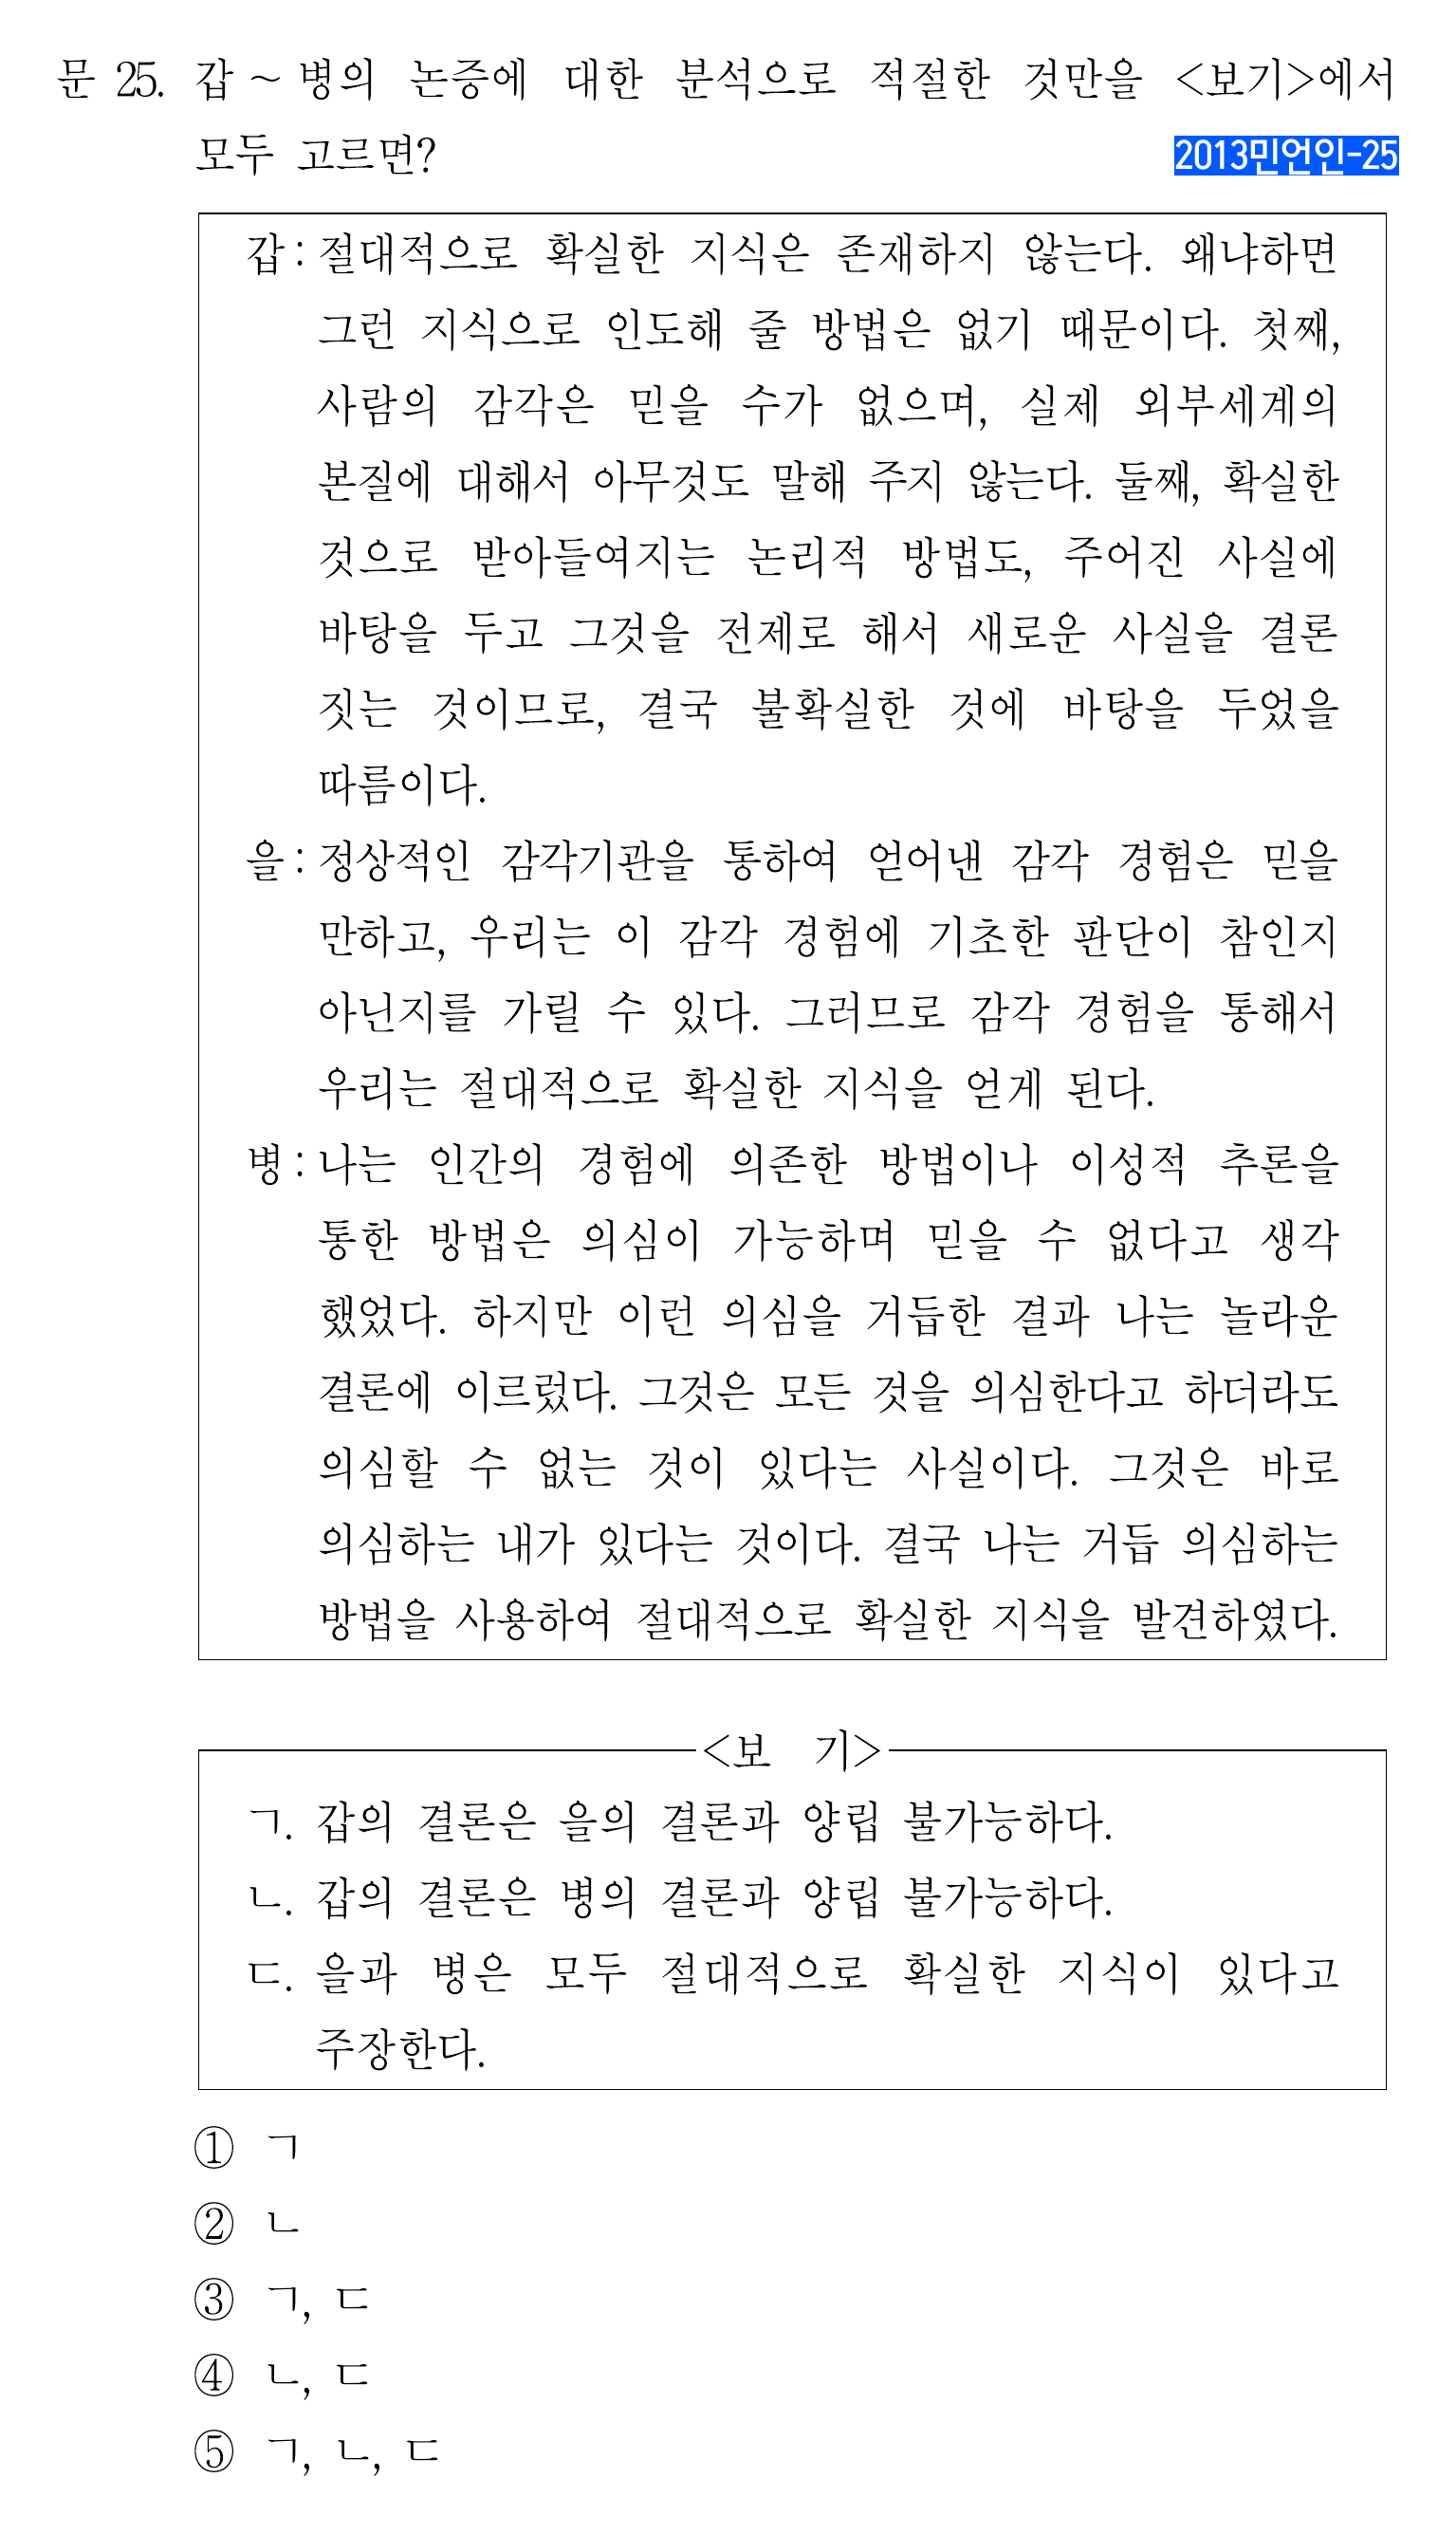 문 25. 갑 ~ 병의 논증에 대한 분석으로 적절한 것만을 <보기>에서
모두 고르면?
2013민언인-25
갑 : 절대적으로 확실한 지식은 존재하지 않는다. 왜냐하면
그런 지식으로 인도해 줄 방법은 없기 때문이다. 첫째,
사람의 감각은 믿을 수가 없으며, 실제 외부세계의
본질에 대해서 아무것도 말해 주지 않는다. 둘째, 확실한
것으로 받아들여지는 논리적 방법도, 주어진 사실에
바탕을 두고 그것을 전제로 해서 새로운 사실을 결론
짓는 것이므로, 결국 불확실한 것에 바탕을 두었을
따름이다.
을 : 정상적인 감각기관을 통하여 얻어낸 감각 경험은 믿을
만하고, 우리는 이 감각 경험에 기초한 판단이 참인지
아닌지를 가릴 수 있다. 그러므로 감각 경험을 통해서
우리는 절대적으로 확실한 지식을 얻게 된다.
병 : 나는 인간의 경험에 의존한 방법이나 이성적 추론을
통한 방법은 의심이 가능하며 믿을 수 없다고 생각
했었다. 하지만 이런 의심을 거듭한 결과 나는 놀라운
결론에 이르렀다. 그것은 모든 것을 의심한다고 하더라도
의심할 수 없는 것이 있다는 사실이다. 그것은 바로
의심하는 내가 있다는 것이다. 결국 나는 거듭 의심하는
방법을 사용하여 절대적으로 확실한 지식을 발견하였다.
<보 기>
ㄱ. 갑의 결론은 을의 결론과 양립 불가능하다.
ㄴ. 갑의 결론은 병의 결론과 양립 불가능하다.
ㄷ. 을과 병은 모두 절대적으로 확실한 지식이 있다고
주장한다.
① ㄱ
② ㄴ
③ ㄱ, ㄷ
④ ㄴ, ㄷ
⑤ ㄱ, ㄴ, ㄷ